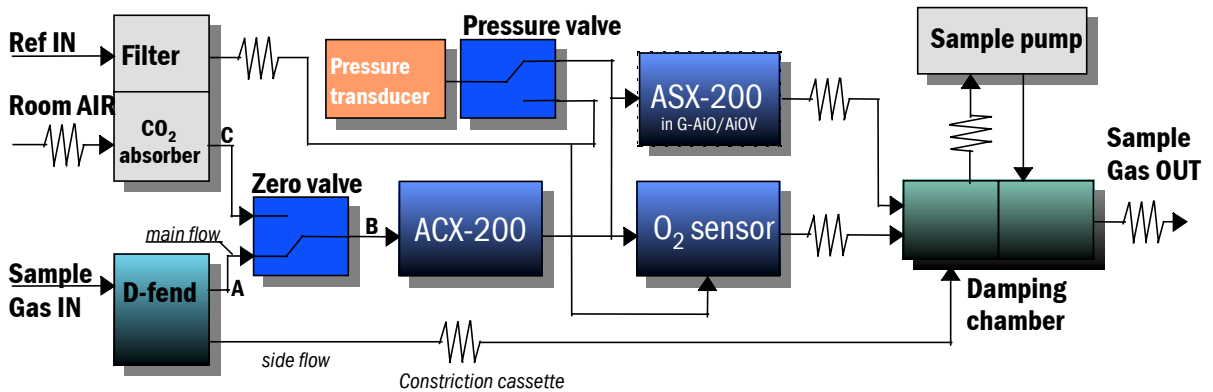 Ref IN
Filter
Pressure valve
Pressure
transducer
Sample pump
ASX-200
in G-AiO/AiOV
Room AIR
CO₂
absorber
C
Zero valve
B
ACX-200
O₂ sensor
Sample
Gas OUT
main flow
Sample
Gas IN
D-fend
A
side flow
Constriction cassette
Damping
chamber